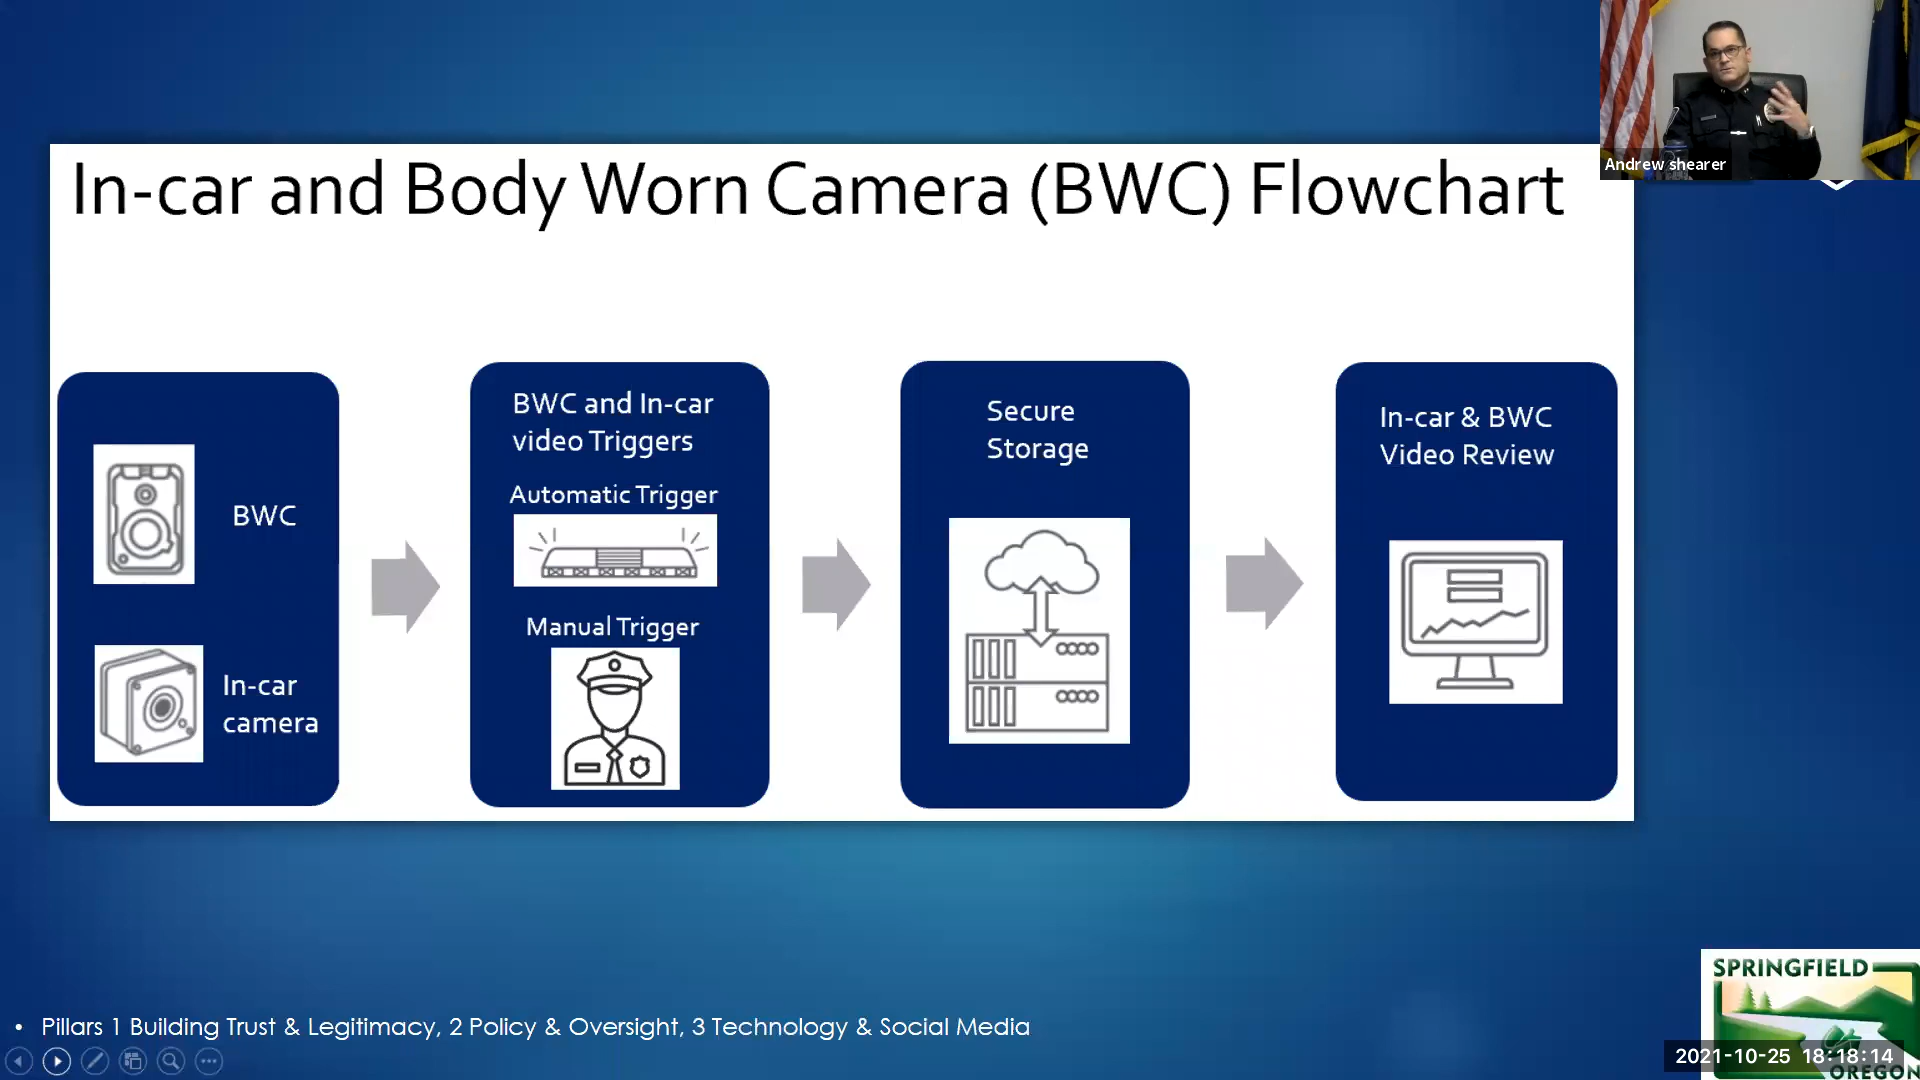 In-car and Body Worn Camera (BWC) Flowchart
Andrew shearer
BWC
In-car
camera
BWC and In-car
video Triggers
Automatic Trigger
Manual Trigger
Secure
Storage
In-car & BWC
Video Review
• Pillars 1 Building Trust & Legitimacy, 2 Policy & Oversight, 3 Technology & Social Media
SPRINGFIELD
2021-10-25 18:18:14
OREGON